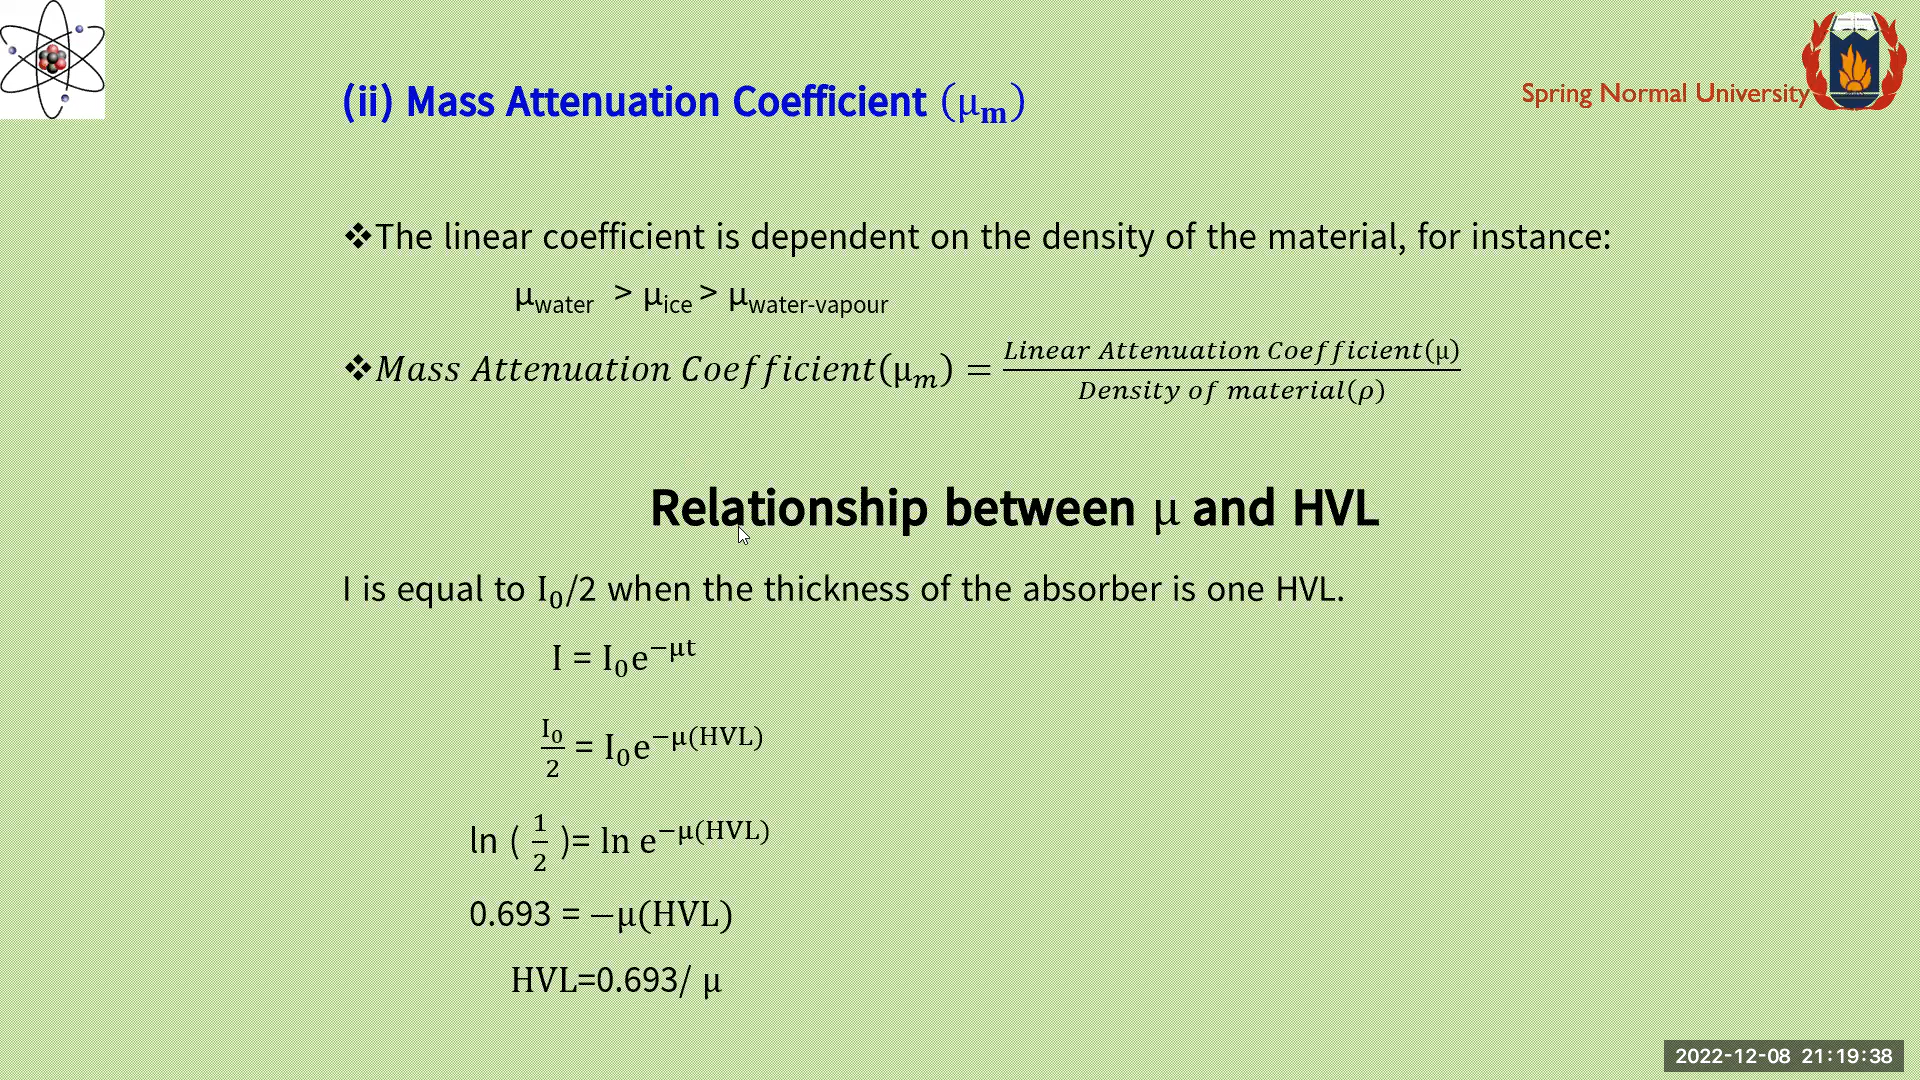 (ii) Mass Attenuation Coefficient (μₘ)
Spring Normal University
❖The linear coefficient is dependent on the density of the material, for instance:
μwater > μice > μwater-vapour
❖Mass Attenuation Coefficient(μₘ) = Linear Attenuation Coefficient(μ) / Density of material(ρ)
Relationship between μ and HVL
I is equal to I₀/2 when the thickness of the absorber is one HVL.
I = I₀e^−μt
I₀/2 = I₀e^−μ(HVL)
ln ( 1/2 )= ln e^−μ(HVL)
0.693 = −μ(HVL)
HVL=0.693/ μ
2022-12-08 21:19:38